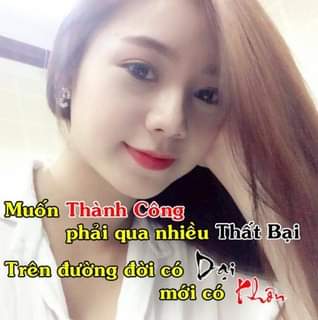 Muốn Thành Công
phải qua nhiều Thất Bại
Trên đường đời có Dại
mới có Khôn